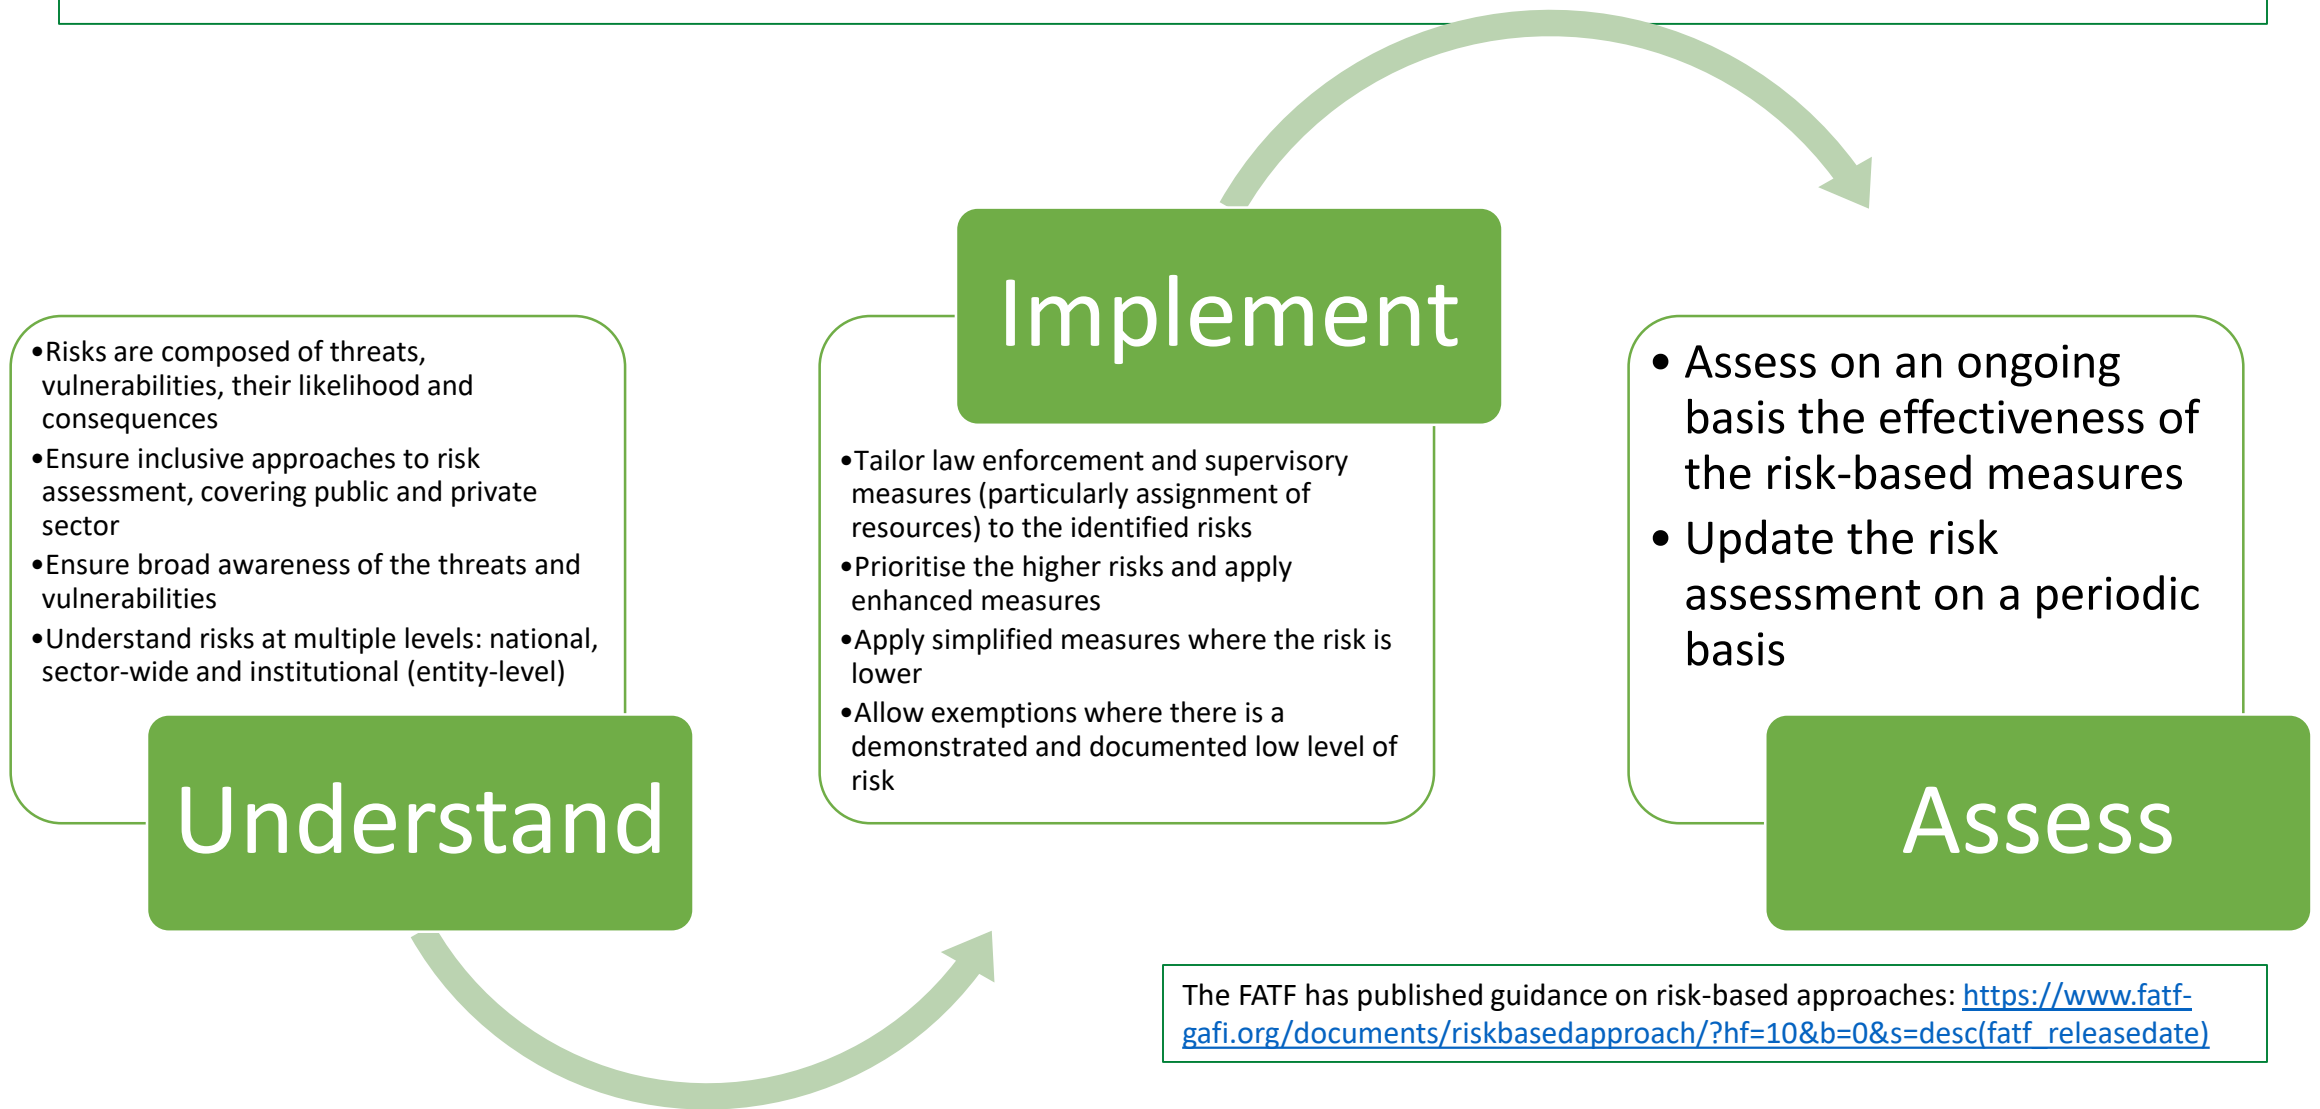 •Risks are composed of threats,
vulnerabilities, their likelihood and
consequences
•Ensure inclusive approaches to risk
assessment, covering public and private
sector
•Ensure broad awareness of the threats and
vulnerabilities
•Understand risks at multiple levels: national,
sector-wide and institutional (entity-level)
Understand
Implement
•Tailor law enforcement and supervisory
measures (particularly assignment of
resources) to the identified risks
•Prioritise the higher risks and apply
enhanced measures
•Apply simplified measures where the risk is
lower
•Allow exemptions where there is a
demonstrated and documented low level of
risk
• Assess on an ongoing
basis the effectiveness of
the risk-based measures
• Update the risk
assessment on a periodic
basis
Assess
The FATF has published guidance on risk-based approaches: https://www.fatf-
gafi.org/documents/riskbasedapproach/?hf=10&b=0&s=desc(fatf_releasedate)